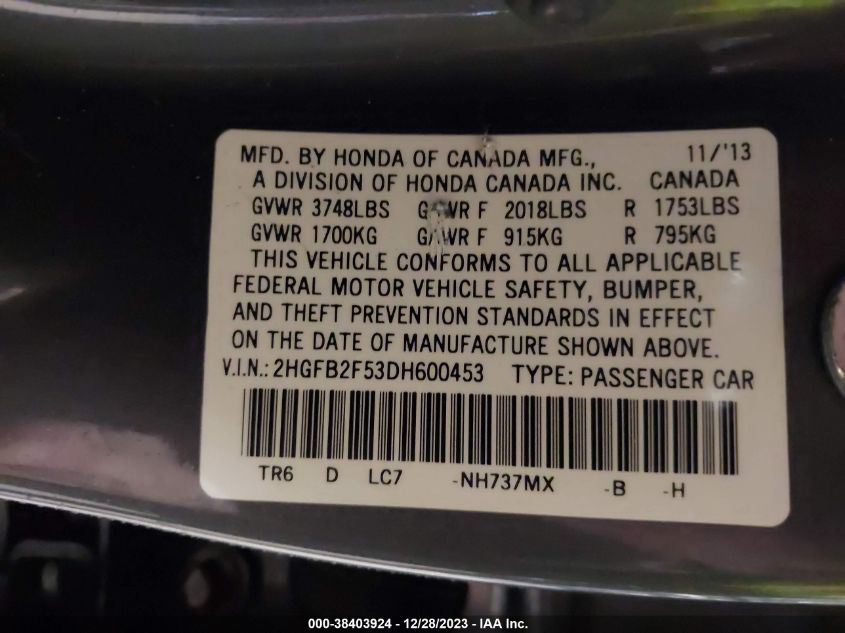 MFD. BY HONDA OF CANADA MFG., 11/'13
A DIVISION OF HONDA CANADA INC. CANADA
GVWR 3748LBS GAWR F 2018LBS R 1753LBS
GVWR 1700KG GAWR F 915KG R 795KG
THIS VEHICLE CONFORMS TO ALL APPLICABLE
FEDERAL MOTOR VEHICLE SAFETY, BUMPER,
AND THEFT PREVENTION STANDARDS IN EFFECT
ON THE DATE OF MANUFACTURE SHOWN ABOVE.
V.I.N.: 2HGFB2F53DH600453 TYPE: PASSENGER CAR
TR6 D LC7 -NH737MX -B -H
000-38403924 - 12/28/2023 - IAA Inc.